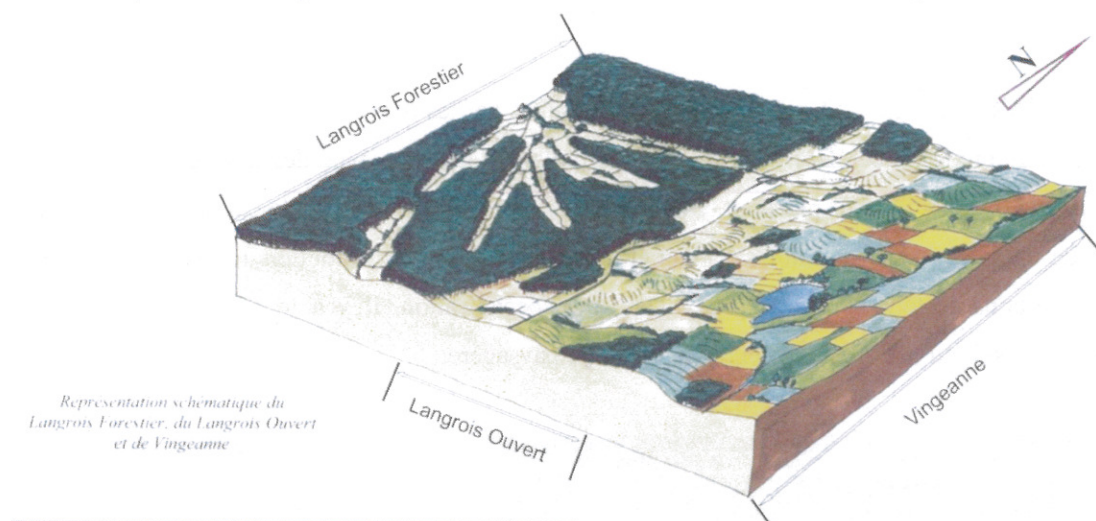 Langrois Forestier
N
Vingeanne
Langrois Ouvert
Représentation schématique du
Langrois Forestier, du Langrois Ouvert
et de Vingeanne